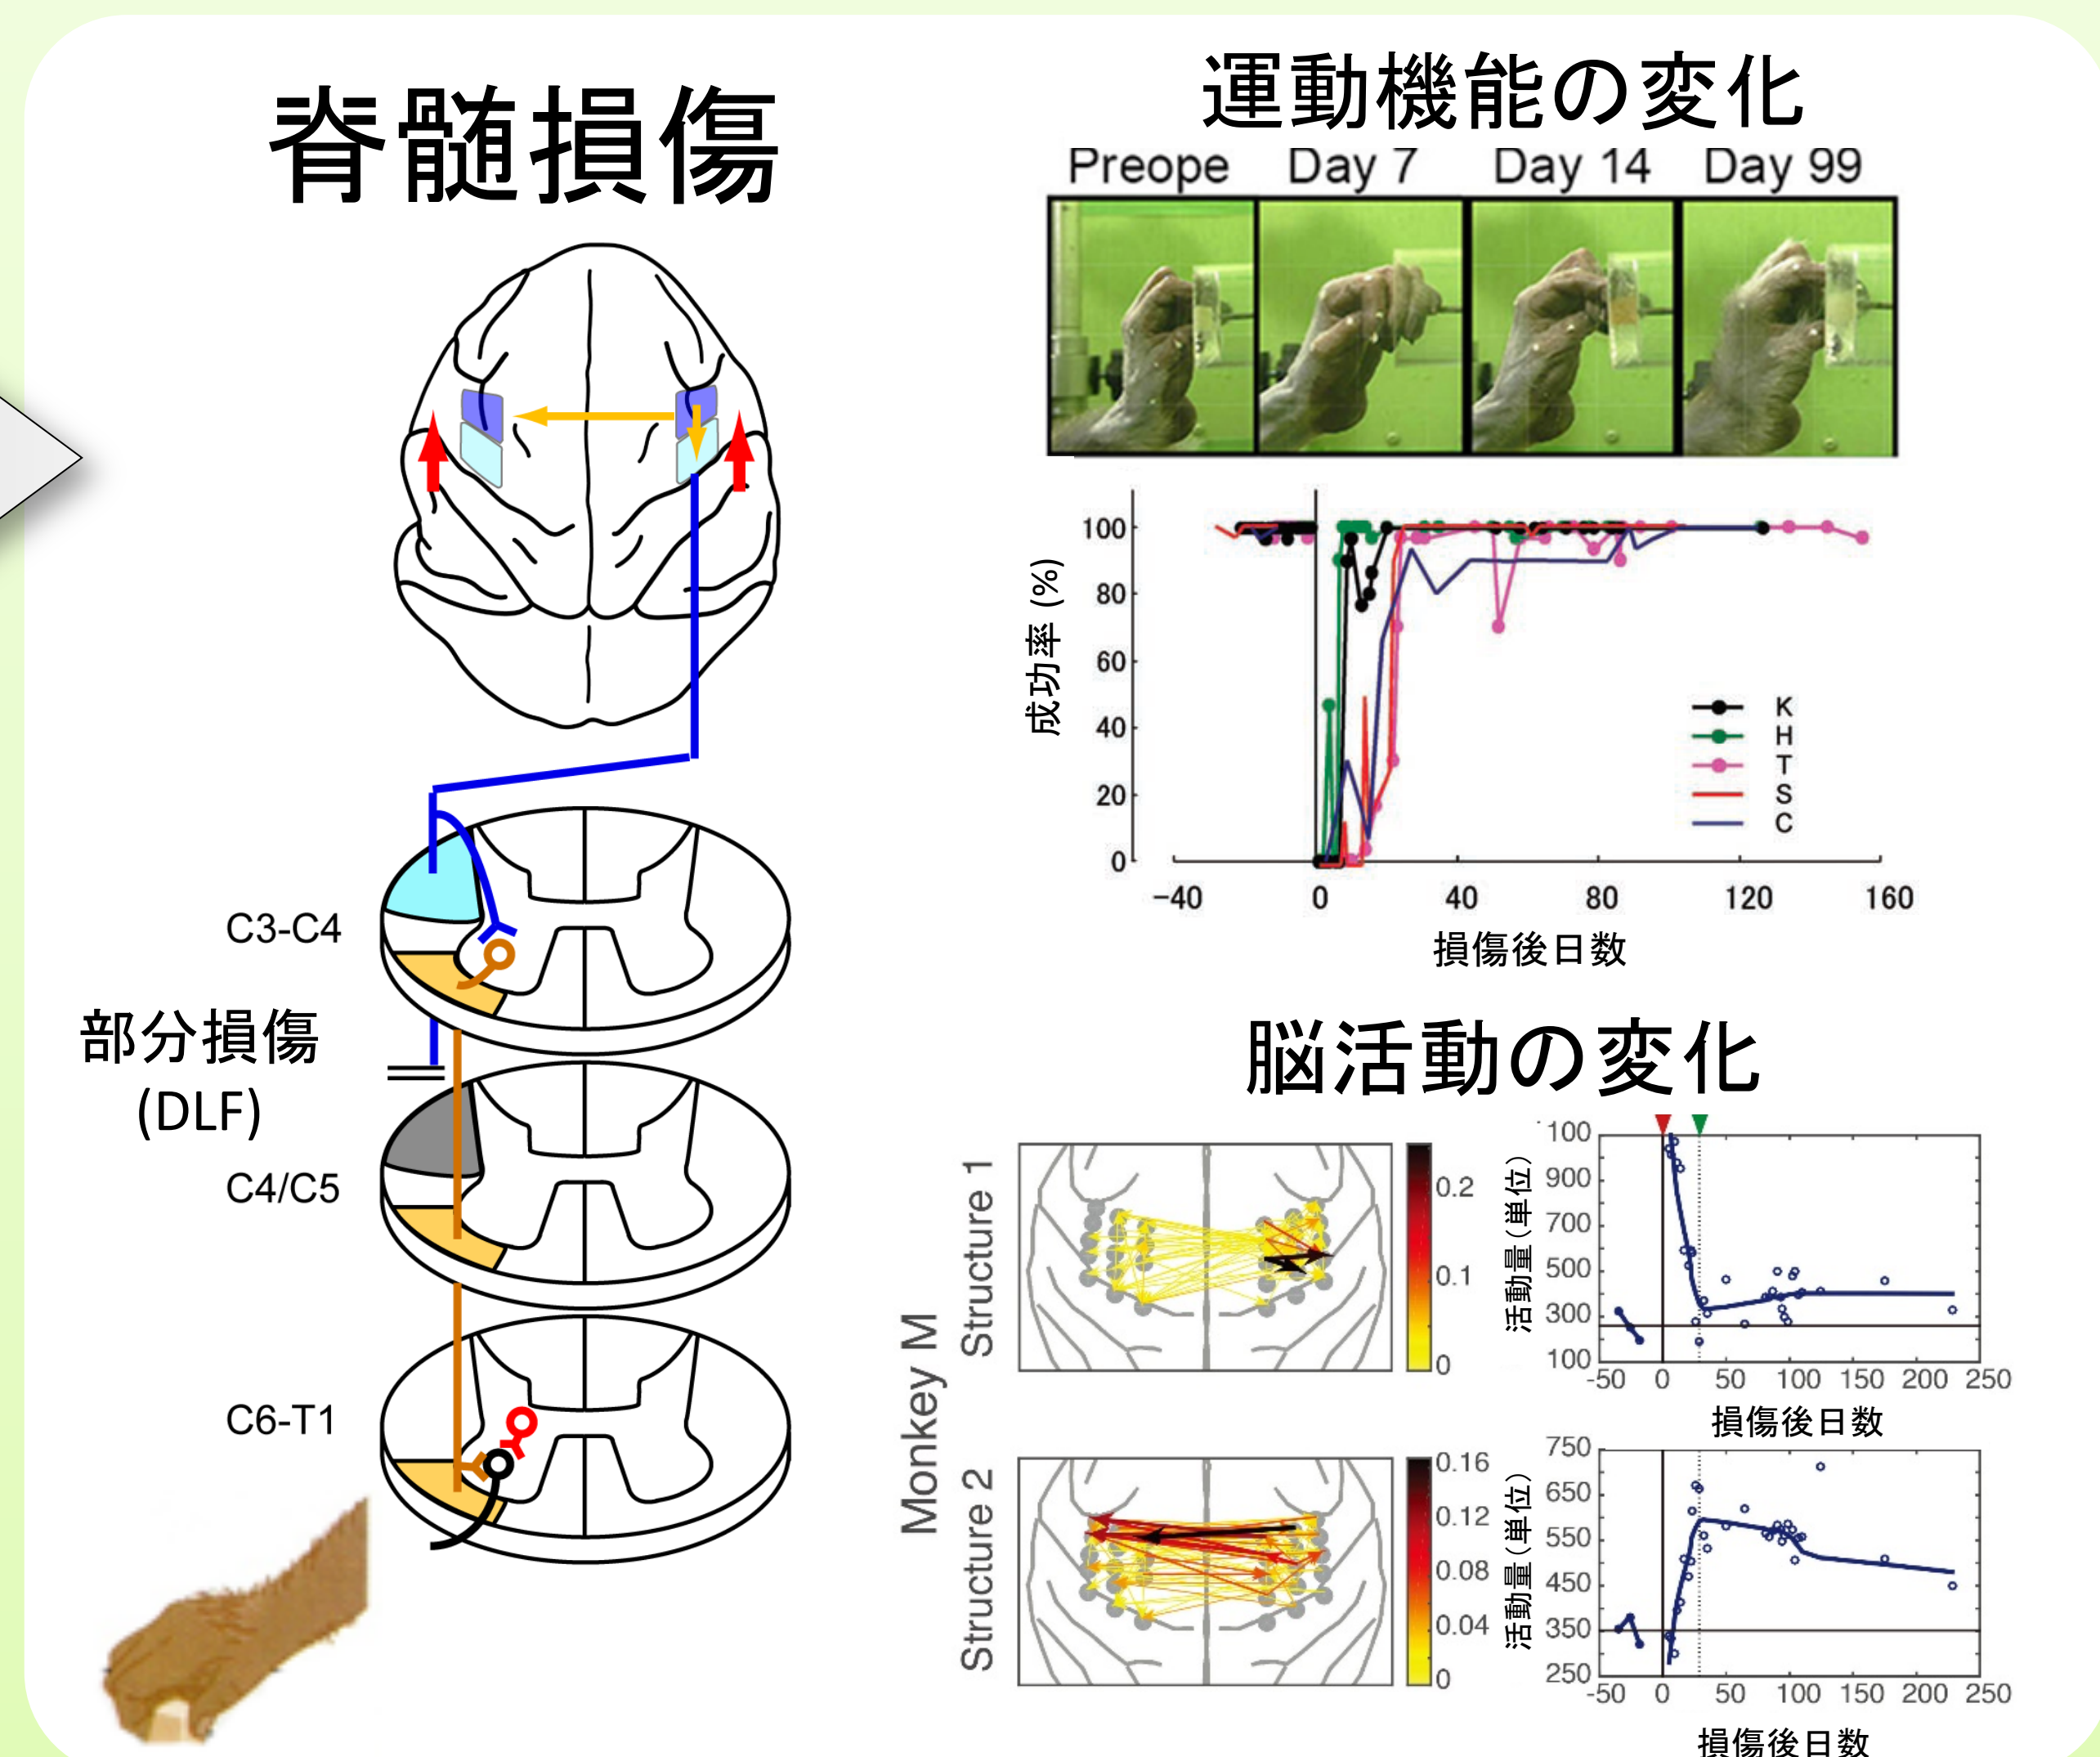 脊髄損傷
C3-C4
部分損傷
(DLF)
C4/C5
C6-T1
運動機能の変化
Preope Day 7 Day 14 Day 99
成功率 (%)
100
80
60
40
20
0
−40 0 40 80 120 160
損傷後日数
K
H
T
S
C
脳活動の変化
Monkey M
Structure 1
0.2
0.1
0
活動量(単位)
100
900
700
500
300
100
-50 0 50 100 150 200 250
損傷後日数
Structure 2
0.16
0.12
0.08
0.04
0
活動量(単位)
750
650
550
450
350
250
-50 0 50 100 150 200 250
損傷後日数